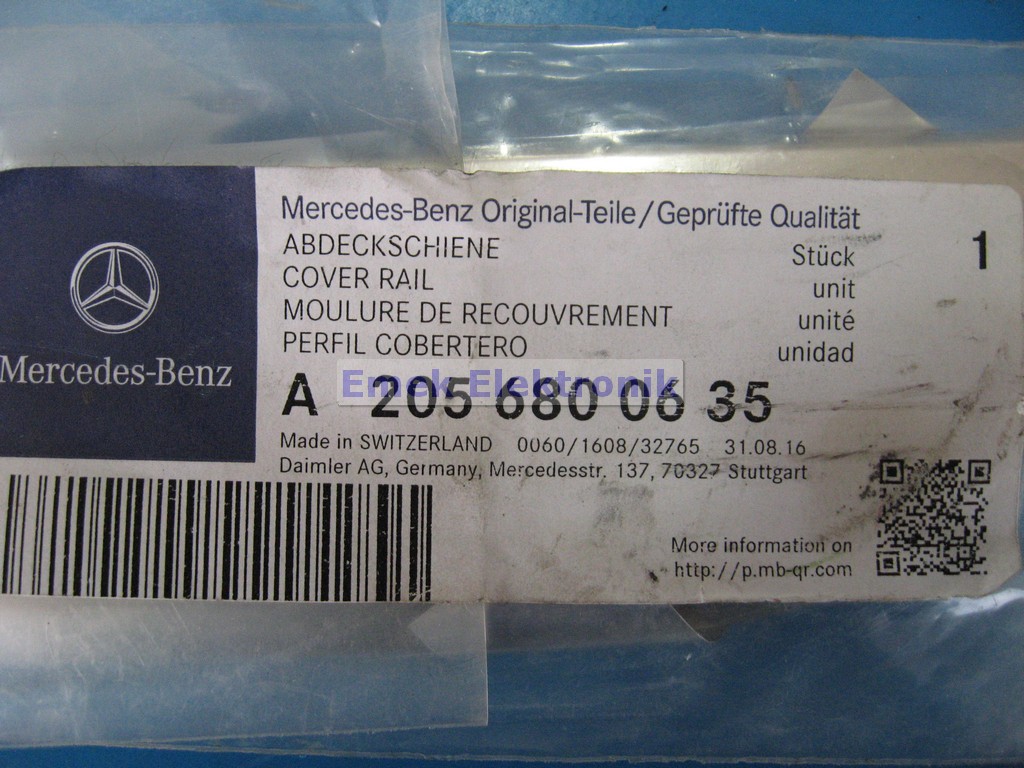 Mercedes-Benz
Mercedes-Benz Original-Teile/Geprüfte Qualität
ABDECKSCHIENE Stück 1
COVER RAIL unit
MOULURE DE RECOUVREMENT unité
PERFIL COBERTERO unidad
Emek Elektronik
A 205 680 06 35
Made in SWITZERLAND 0060/1608/32765 31.08.16
Daimler AG, Germany, Mercedesstr. 137, 70327 Stuttgart
More information on
http://p.mb-qr.com